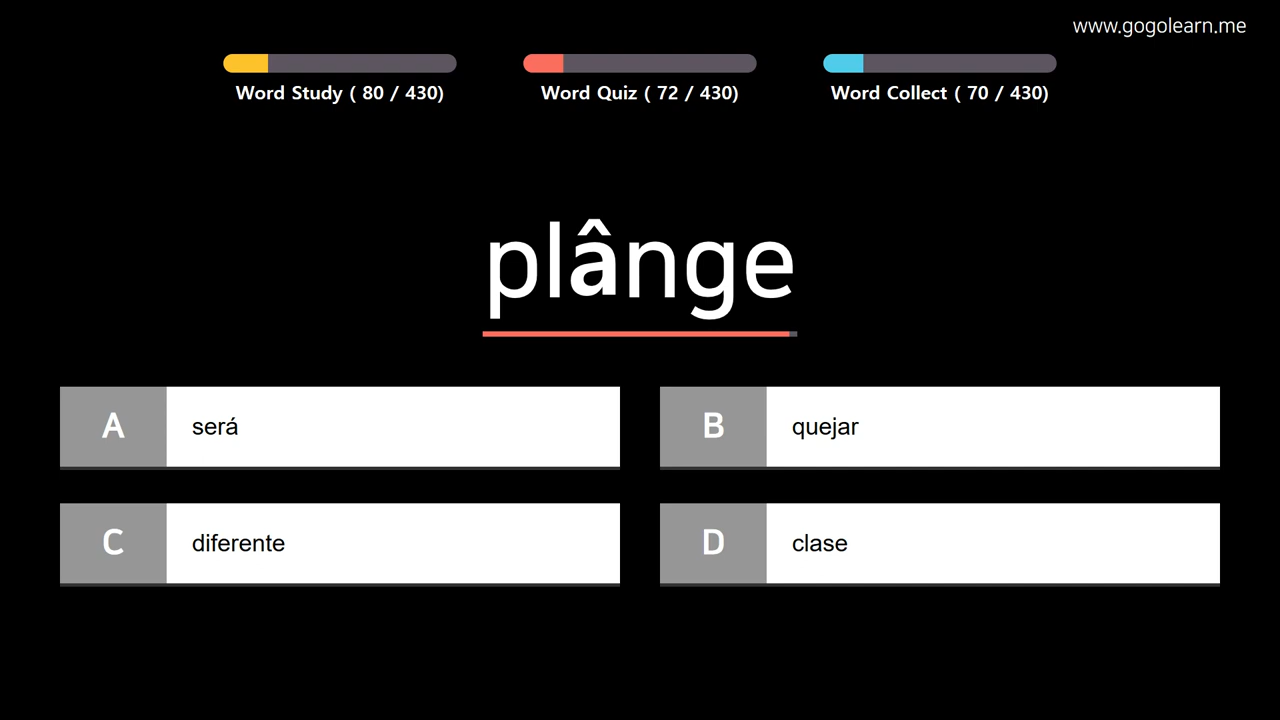 www.gogolearn.me
Word Study ( 80 / 430)
Word Quiz ( 72 / 430)
Word Collect ( 70 / 430)
plânge
A será
B quejar
C diferente
D clase